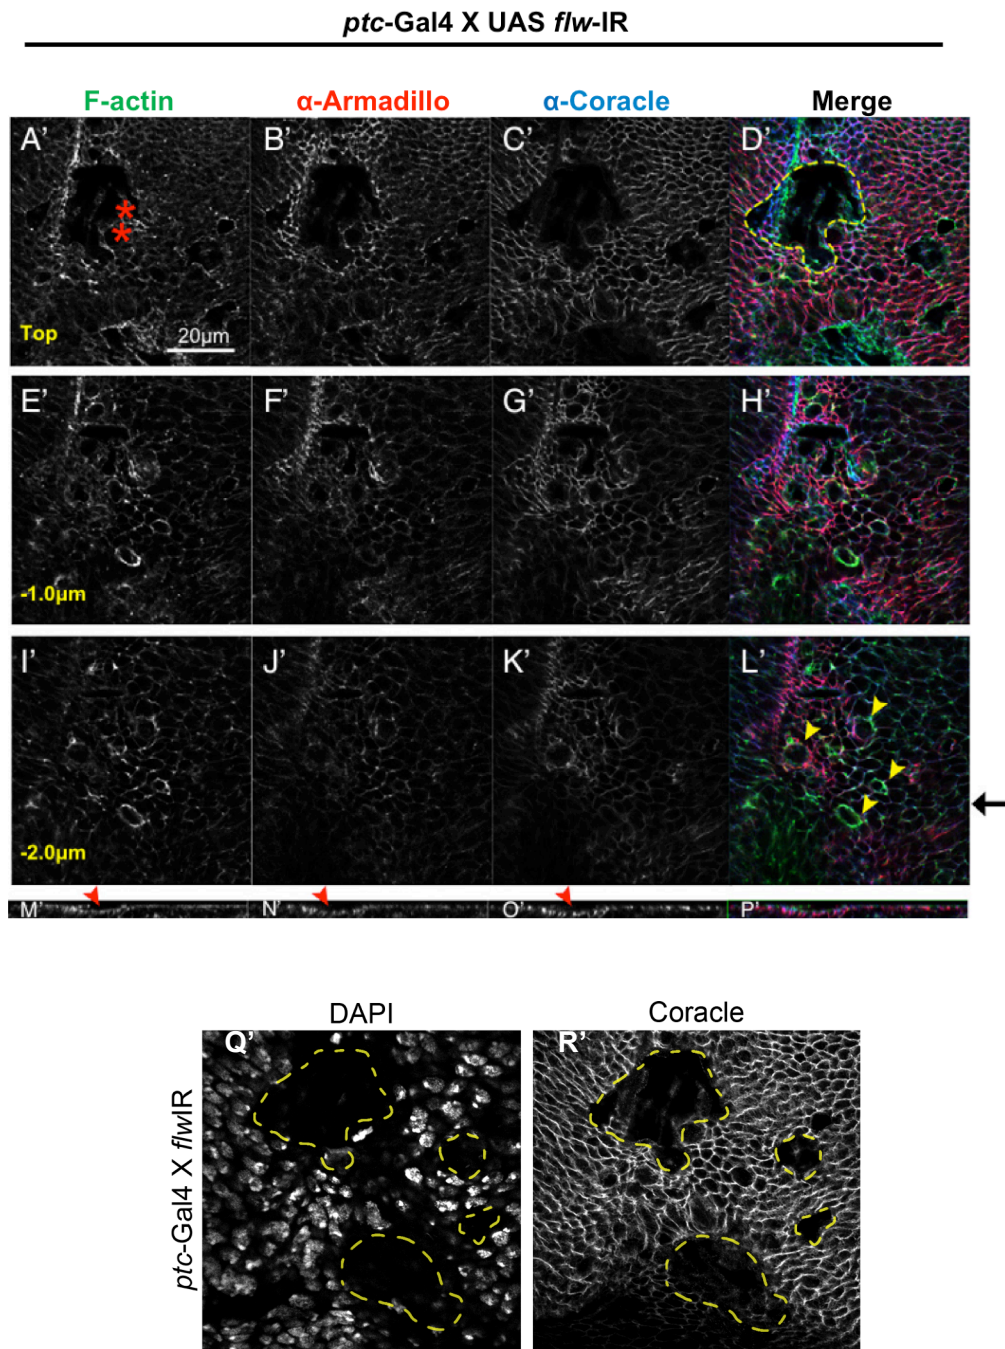 ptc-Gal4 X UAS flw-IR
F-actin α-Armadillo α-Coracle Merge
A’ B’ C’ D’
* *
Top 20µm
E’ F’ G’ H’
-1.0µm
I’ J’ K’ L’
-2.0µm
M’ N’ O’ P’
DAPI Coracle
Q’ R’
ptc-Gal4 X flwIR